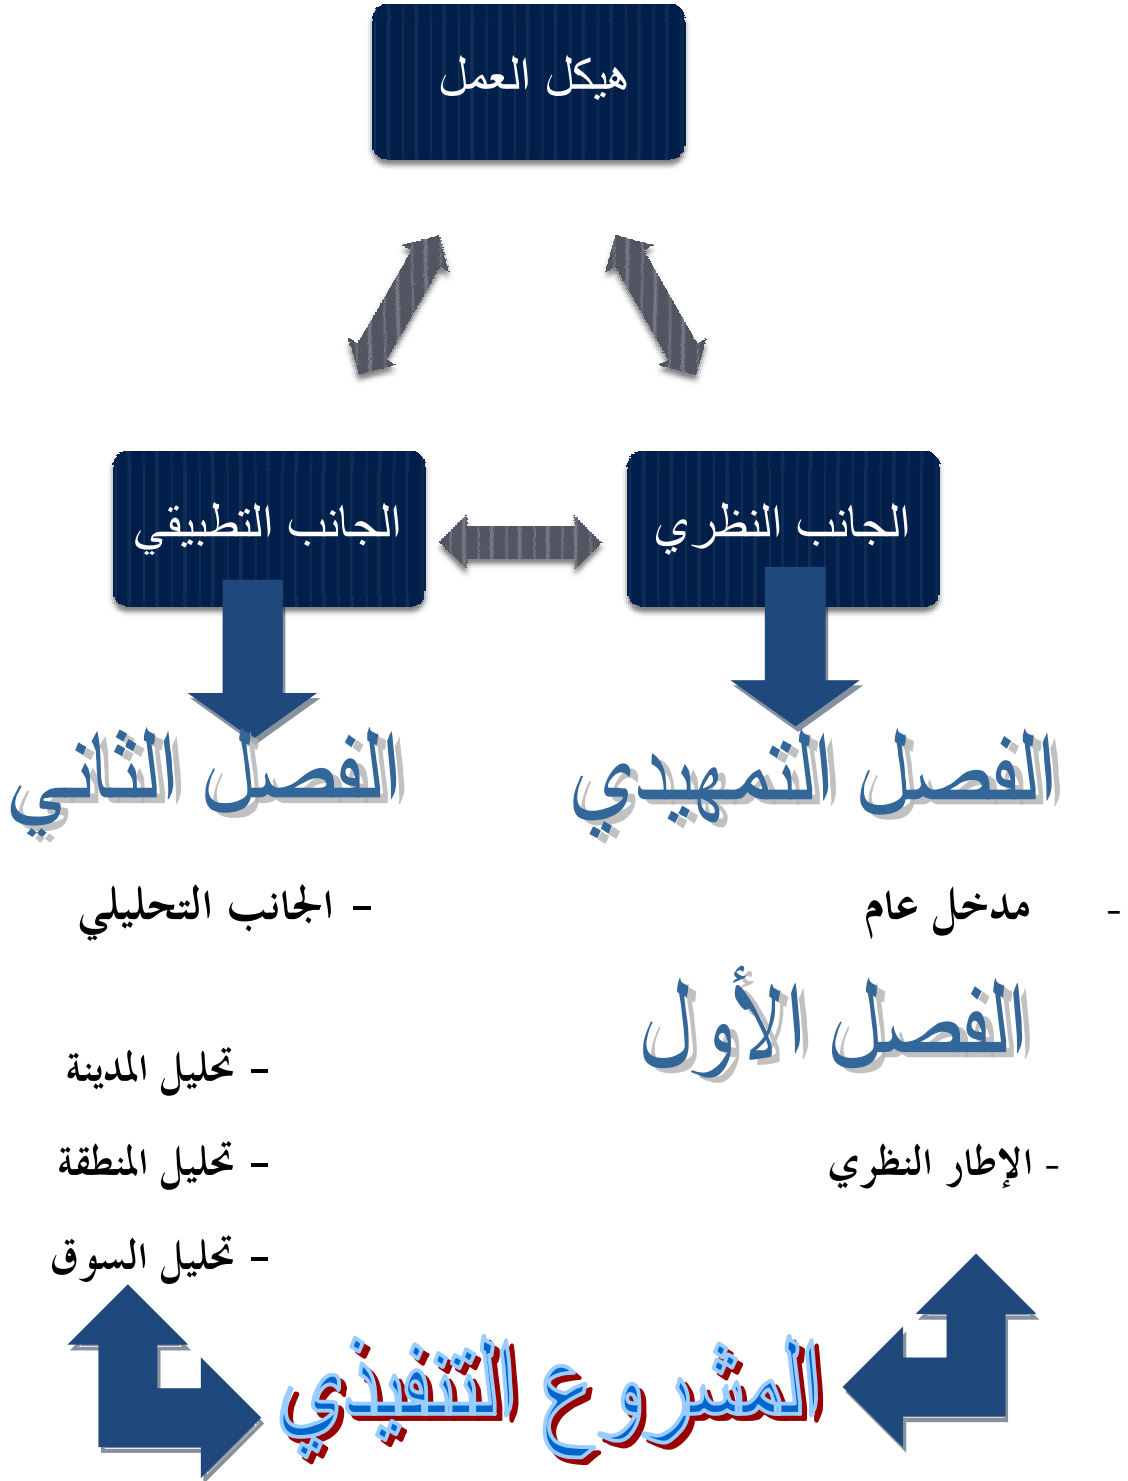 هيكل العمل
الجانب النظري
الجانب التطبيقي
الفصل التمهيدي
- مدخل عام
الفصل الأول
- الإطار النظري
الفصل الثاني
- الجانب التحليلي
- تحليل المدينة
- تحليل المنطقة
- تحليل السوق
المشروع التنفيذي